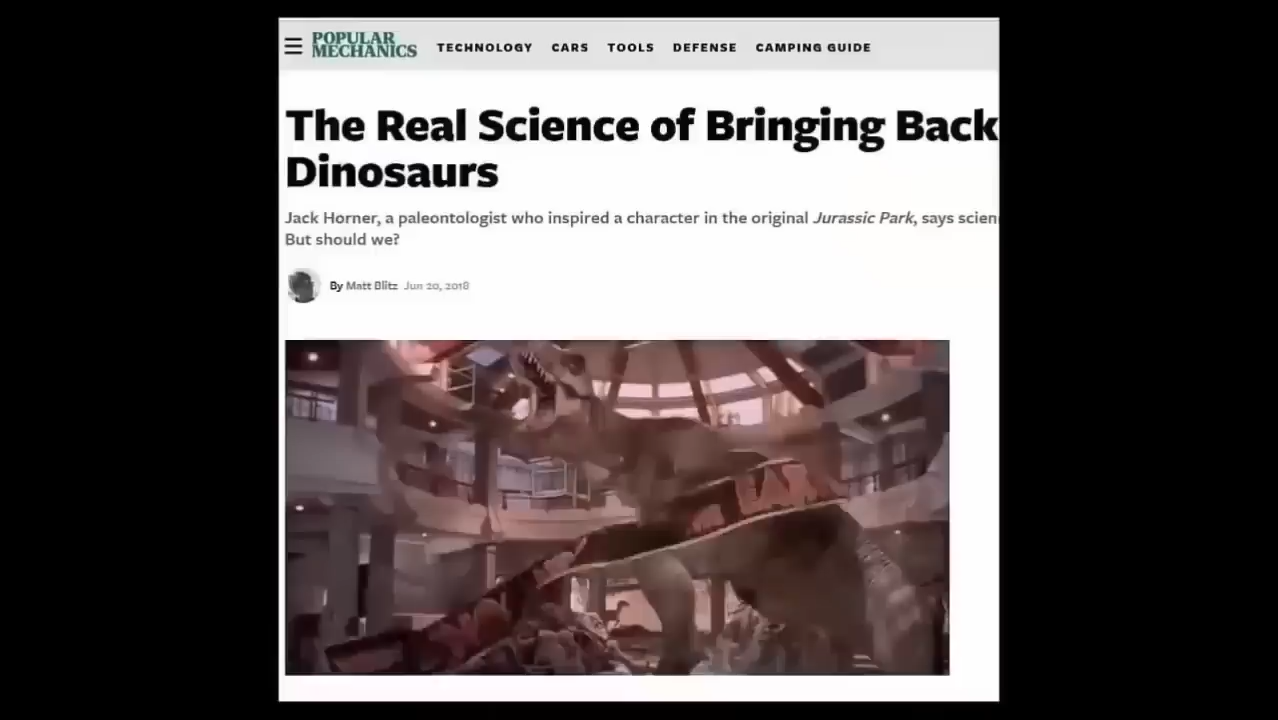 POPULAR
MECHANICS
TECHNOLOGY CARS TOOLS DEFENSE CAMPING GUIDE
The Real Science of Bringing Back
Dinosaurs
Jack Horner, a paleontologist who inspired a character in the original Jurassic Park, says scien
But should we?
By Matt Blitz Jun 20, 2018